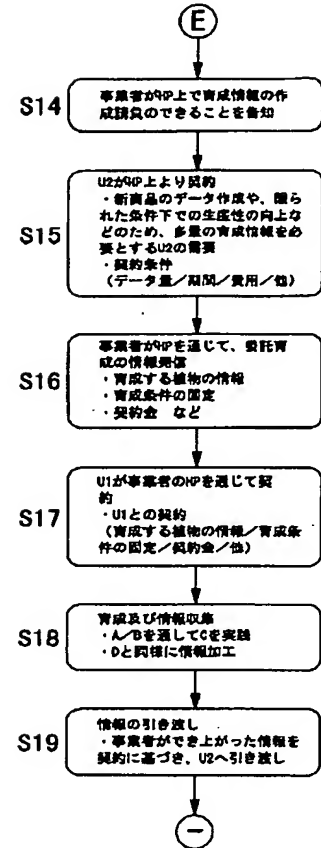 E
S14
事業者がHP上で育成情報の作
成請負のできることを告知
S15
U2がHP上より契約
・新商品のデータ作成や、限ら
れた条件下での生産性の向上な
どのため、多量の育成情報を必
要とするU2の需要
・契約条件
(データ量/期間/費用/他)
S16
事業者がHPを通じて、委託育
成の情報発信
・育成する植物の情報
・育成条件の固定
・契約金 など
S17
U1が事業者のHPを通じて契
約
・U1との契約
(育成する植物の情報/育成条
件の固定/契約金/他)
S18
育成及び情報収集
・A/Bを通してCを実践
・Dと同様に情報加工
S19
情報の引き渡し
・事業者ができ上がった情報を
契約に基づき、U2へ引き渡し
ー